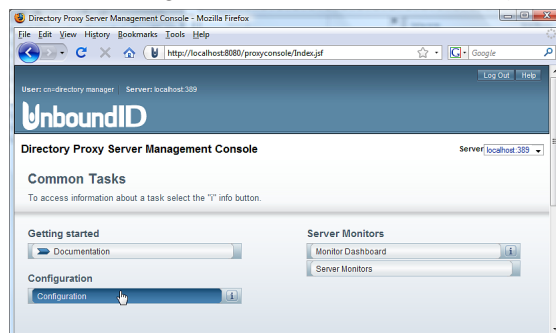 Directory Proxy Server Management Console - Mozilla Firefox
File Edit View History Bookmarks Tools Help
http://localhost:8080/proxyconsole/Index.jsf
Google
Log Out Help
User: cn=directory manager Server: localhost:389
UnboundID
Directory Proxy Server Management Console
Server localhost:389
Common Tasks
To access information about a task select the "i" info button.
Getting started
Server Monitors
Documentation
Monitor Dashboard
i
Server Monitors
Configuration
Configuration
i